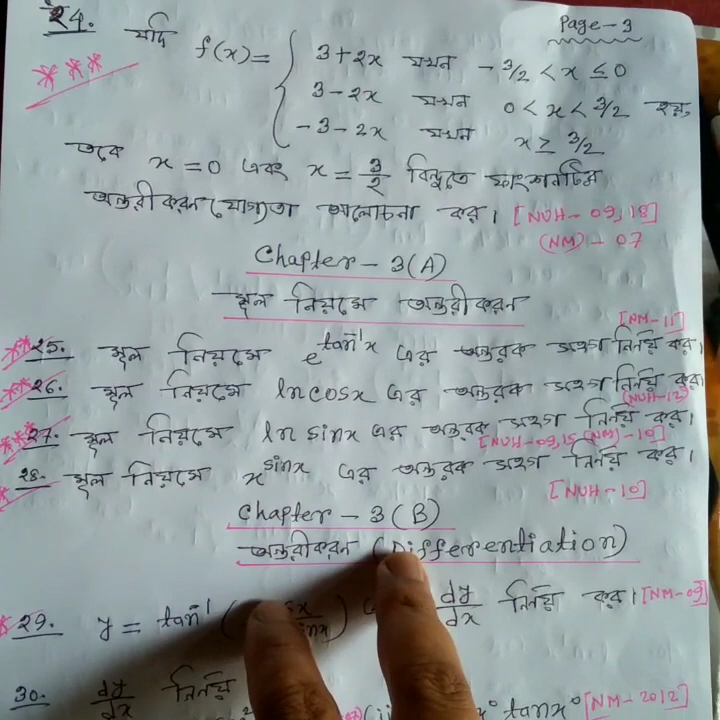 Page-3
24. যদি f(x)= { 3+2x যখন -3/2 < x ≤ 0
3-2x যখন 0 < x < 3/2 হয়,
-3-2x যখন x ≥ 3/2
তবে x=0 এবং x = 3/2 বিন্দুতে ফাংশনটির
অন্তরীকরণযোগ্যতা আলোচনা কর। [NUH-09,18]
(NM)-07
Chapter-3(A)
মূল নিয়মে অন্তরীকরণ
[NM-11]
25. মূল নিয়মে e^tan⁻¹x এর অন্তরক সহগ নির্ণয় কর।
26. মূল নিয়মে ln cosx এর অন্তরক সহগ নির্ণয় কর।
(NUH-12)
27. মূল নিয়মে ln sinx এর অন্তরক সহগ নির্ণয় কর।
[NUH-09,15 (NM)-10]
28. মূল নিয়মে x^sinx এর অন্তরক সহগ নির্ণয় কর।
[NUH-10]
Chapter-3(B)
অন্তরীকরণ (Differentiation)
29. y = tan⁻¹( dy/dx নির্ণয় কর। [NM-09]
30. dy/dx নির্ণয়
x° tanx° [NM-2012]